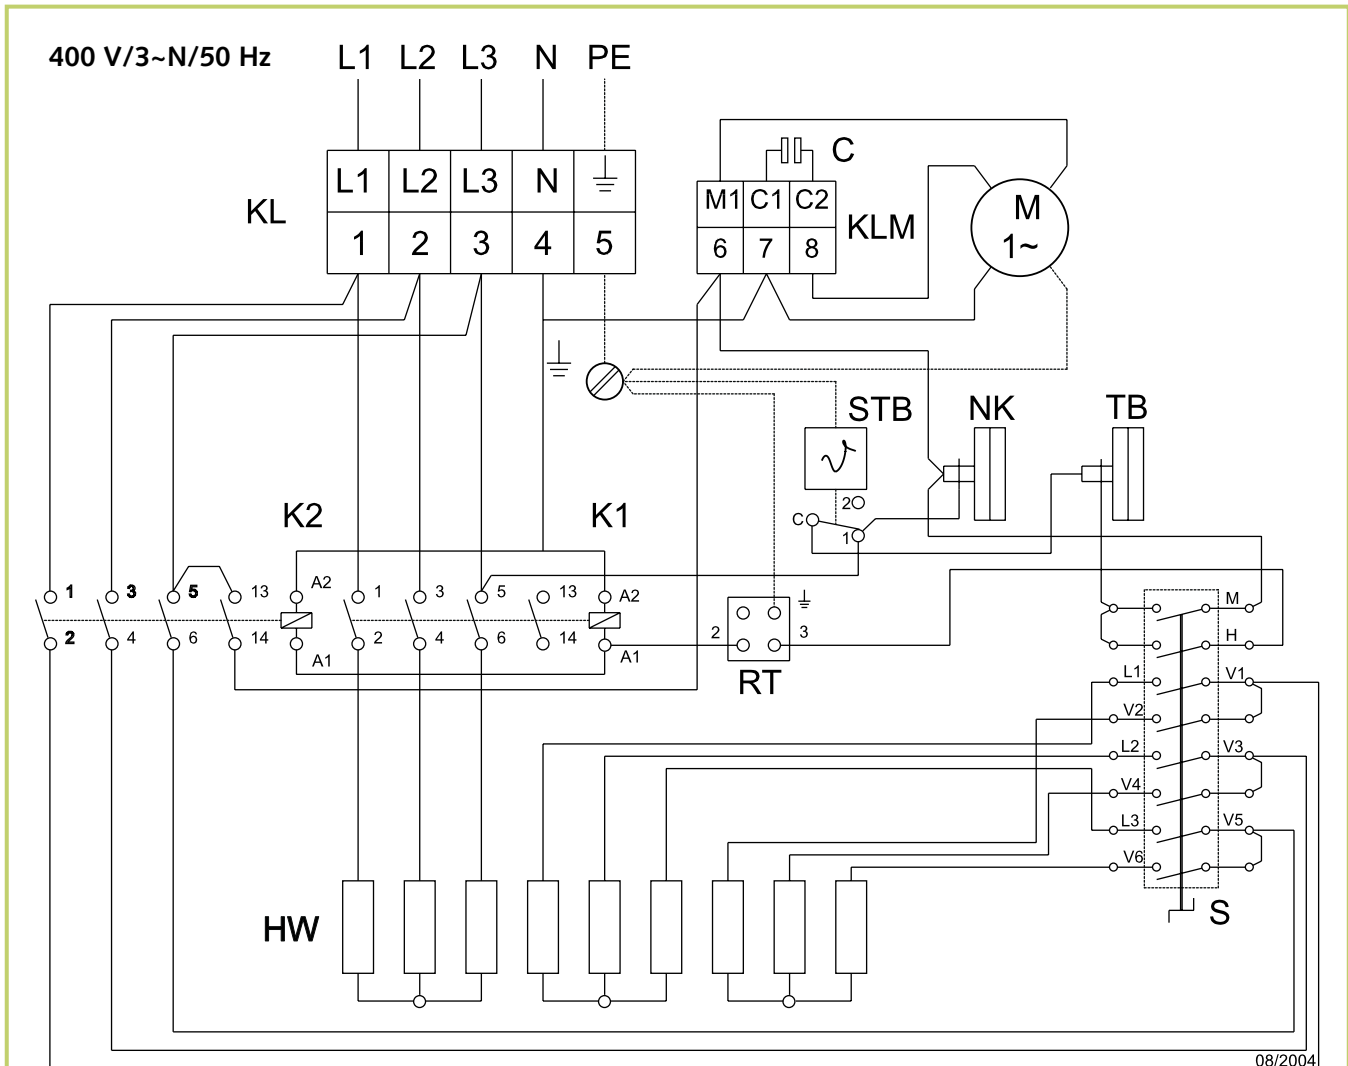 400 V/3~N/50 Hz
L1 L2 L3 N PE
C
KL L1 L2 L3 N
M1 C1 C2
KLM
M
1~
1 2 3 4 5
6 7 8
STB NK TB
K2 K1
2
C
1
1 3 5 13 A2 1 3 5 13 A2
2 4 6 14 A1 2 4 6 14 A1
2 3
RT
M
H
L1 V1
V2
L2 V3
V4
L3 V5
V6
S
HW
08/2004